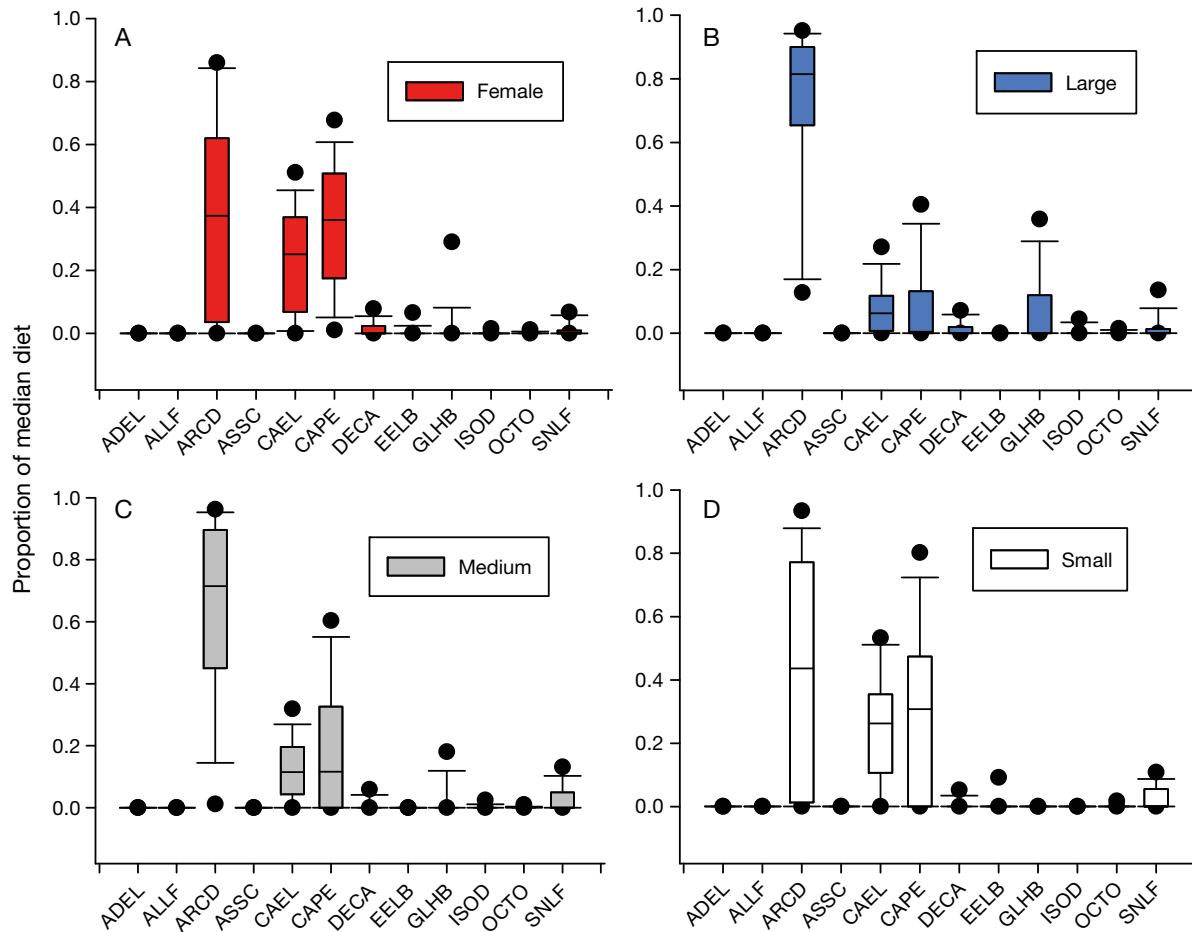 Proportion of median diet
A
Female
1.0
0.8
0.6
0.4
0.2
0.0
ADEL ALLF ARCD ASSC CAEL CAPE DECA EELB GLHB ISOD OCTO SNLF
B
Large
1.0
0.8
0.6
0.4
0.2
0.0
ADEL ALLF ARCD ASSC CAEL CAPE DECA EELB GLHB ISOD OCTO SNLF
C
Medium
1.0
0.8
0.6
0.4
0.2
0.0
ADEL ALLF ARCD ASSC CAEL CAPE DECA EELB GLHB ISOD OCTO SNLF
D
Small
1.0
0.8
0.6
0.4
0.2
0.0
ADEL ALLF ARCD ASSC CAEL CAPE DECA EELB GLHB ISOD OCTO SNLF